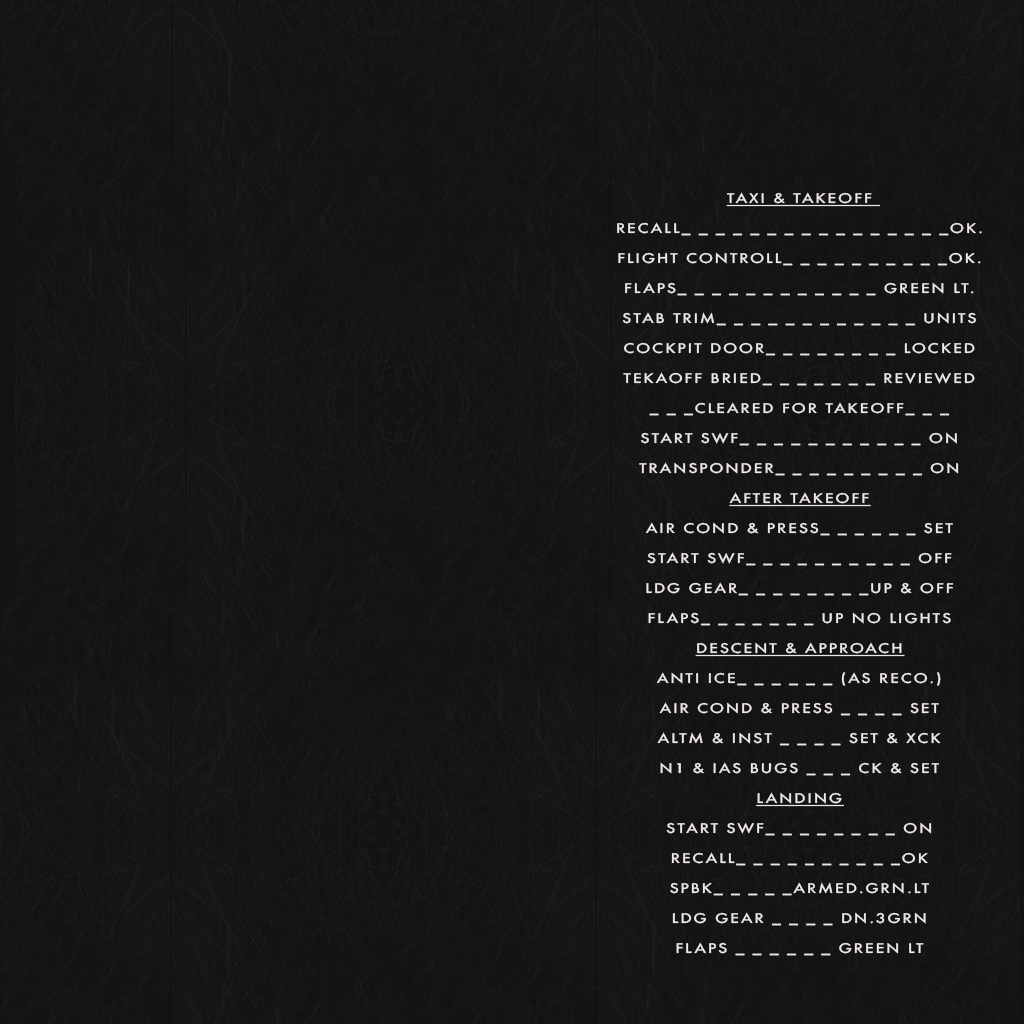 TAXI & TAKEOFF
RECALL_ _ _ _ _ _ _ _ _ _ _ _ _ _ _ _OK.
FLIGHT CONTROLL_ _ _ _ _ _ _ _ _ _OK.
FLAPS_ _ _ _ _ _ _ _ _ _ _ _ GREEN LT.
STAB TRIM_ _ _ _ _ _ _ _ _ _ _ _ UNITS
COCKPIT DOOR_ _ _ _ _ _ _ _ LOCKED
TEKAOFF BRIED_ _ _ _ _ _ _ REVIEWED
_ _ _CLEARED FOR TAKEOFF_ _ _
START SWF_ _ _ _ _ _ _ _ _ _ _ ON
TRANSPONDER_ _ _ _ _ _ _ _ _ ON
AFTER TAKEOFF
AIR COND & PRESS_ _ _ _ _ _ SET
START SWF_ _ _ _ _ _ _ _ _ _ OFF
LDG GEAR_ _ _ _ _ _ _ _UP & OFF
FLAPS_ _ _ _ _ _ _ UP NO LIGHTS
DESCENT & APPROACH
ANTI ICE_ _ _ _ _ _ (AS RECO.)
AIR COND & PRESS _ _ _ _ SET
ALTM & INST _ _ _ _ SET & XCK
N1 & IAS BUGS _ _ _ CK & SET
LANDING
START SWF_ _ _ _ _ _ _ _ ON
RECALL_ _ _ _ _ _ _ _ _ _OK
SPBK_ _ _ _ _ARMED.GRN.LT
LDG GEAR _ _ _ _ DN.3GRN
FLAPS _ _ _ _ _ _ GREEN LT